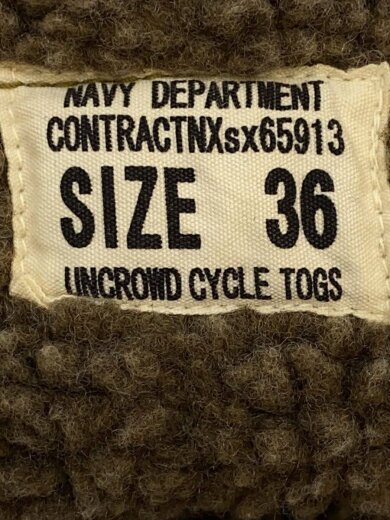 NAVY DEPARTMENT
CONTRACTNXsx65913
SIZE 36
UNCROWD CYCLE TOGS